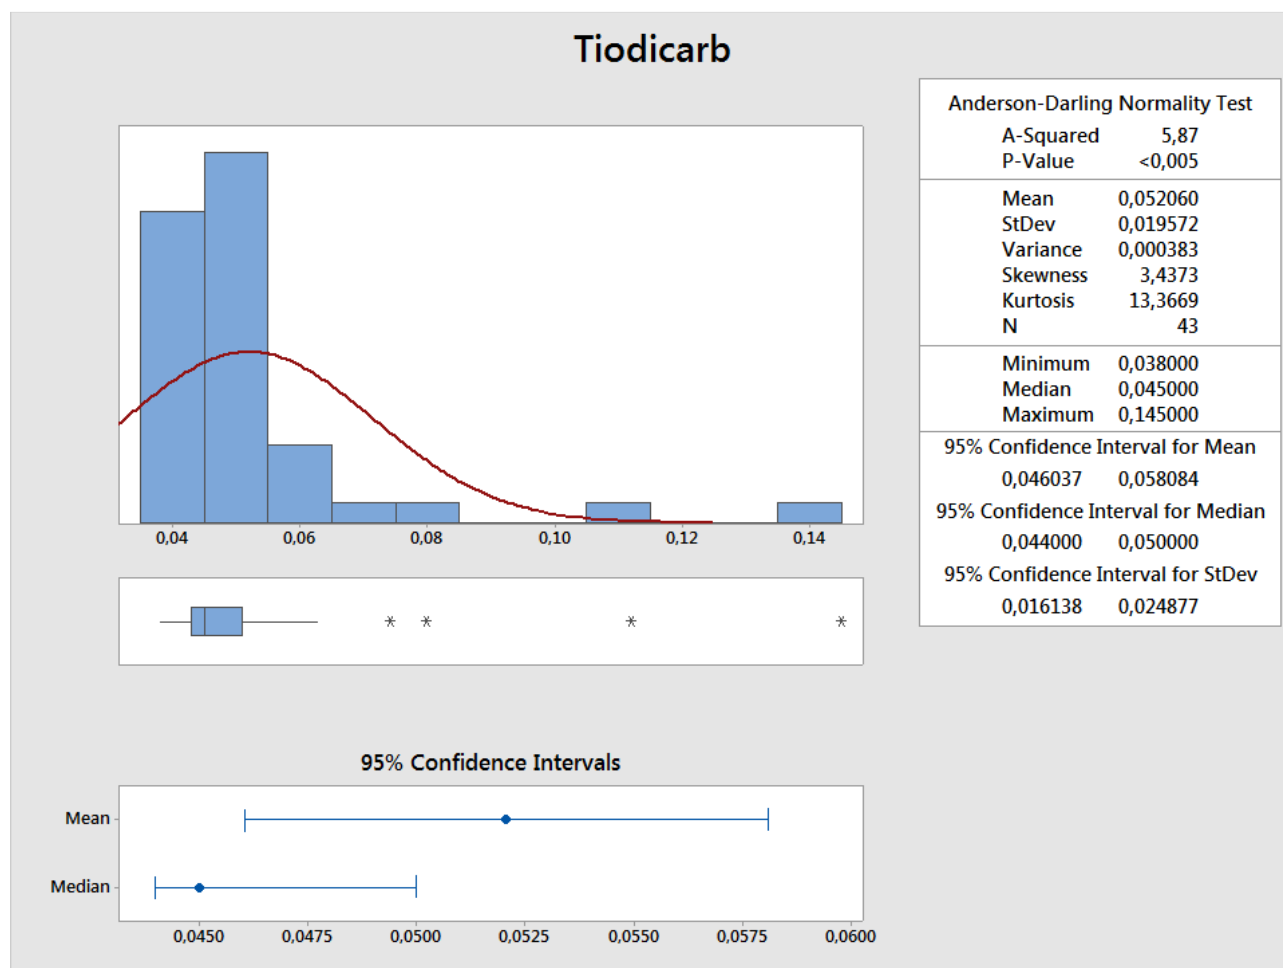 Tiodicarb
0,04 0,06 0,08 0,10 0,12 0,14
* * * *
95% Confidence Intervals
Mean
Median
0,0450 0,0475 0,0500 0,0525 0,0550 0,0575 0,0600
Anderson-Darling Normality Test
A-Squared 5,87
P-Value <0,005
Mean 0,052060
StDev 0,019572
Variance 0,000383
Skewness 3,4373
Kurtosis 13,3669
N 43
Minimum 0,038000
Median 0,045000
Maximum 0,145000
95% Confidence Interval for Mean
0,046037 0,058084
95% Confidence Interval for Median
0,044000 0,050000
95% Confidence Interval for StDev
0,016138 0,024877